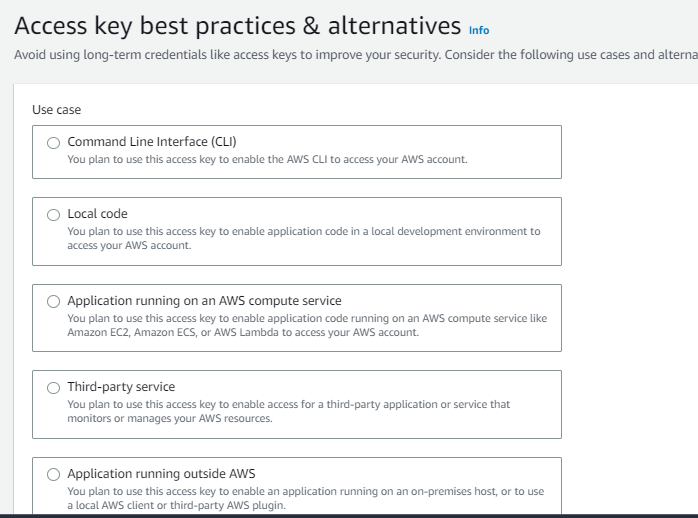 Access key best practices & alternatives Info
Avoid using long-term credentials like access keys to improve your security. Consider the following use cases and alterna
Use case
Command Line Interface (CLI)
You plan to use this access key to enable the AWS CLI to access your AWS account.
Local code
You plan to use this access key to enable application code in a local development environment to
access your AWS account.
Application running on an AWS compute service
You plan to use this access key to enable application code running on an AWS compute service like
Amazon EC2, Amazon ECS, or AWS Lambda to access your AWS account.
Third-party service
You plan to use this access key to enable access for a third-party application or service that
monitors or manages your AWS resources.
Application running outside AWS
You plan to use this access key to enable an application running on an on-premises host, or to use
a local AWS client or third-party AWS plugin.